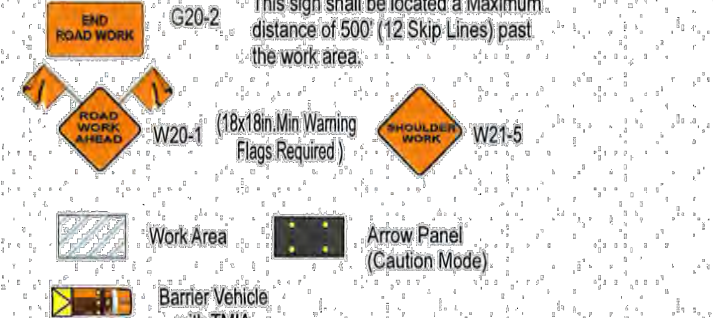 END
ROAD WORK
G20-2
This sign shall be located a Maximum
distance of 500' (12 Skip Lines) past
the work area.
ROAD
WORK
AHEAD
W20-1
(18x18in.Min Warning
Flags Required )
SHOULDER
WORK
W21-5
Work Area
Arrow Panel
(Caution Mode)
Barrier Vehicle
with TMIA